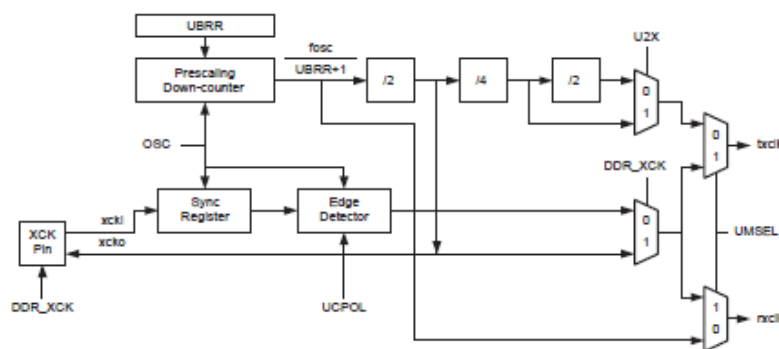 UBRR
U2X
fosc
Prescaling
Down-counter
UBRR+1
/2
/4
/2
0
1
OSC
DDR_XCK
0
1
txclk
xcki
Sync
Register
Edge
Detector
0
1
UMSEL
XCK
Pin
xcko
DDR_XCK
UCPOL
1
0
rxclk